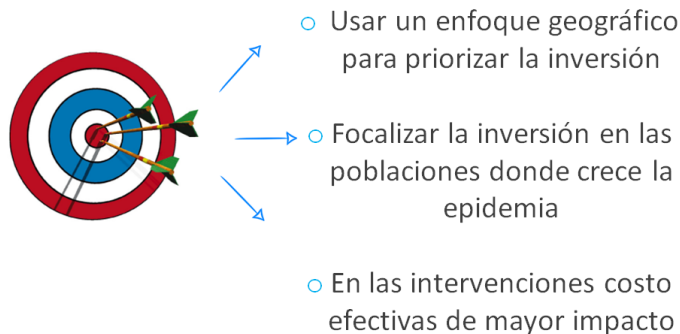 Usar un enfoque geográfico
para priorizar la inversión
Focalizar la inversión en las
poblaciones donde crece la
epidemia
En las intervenciones costo
efectivas de mayor impacto